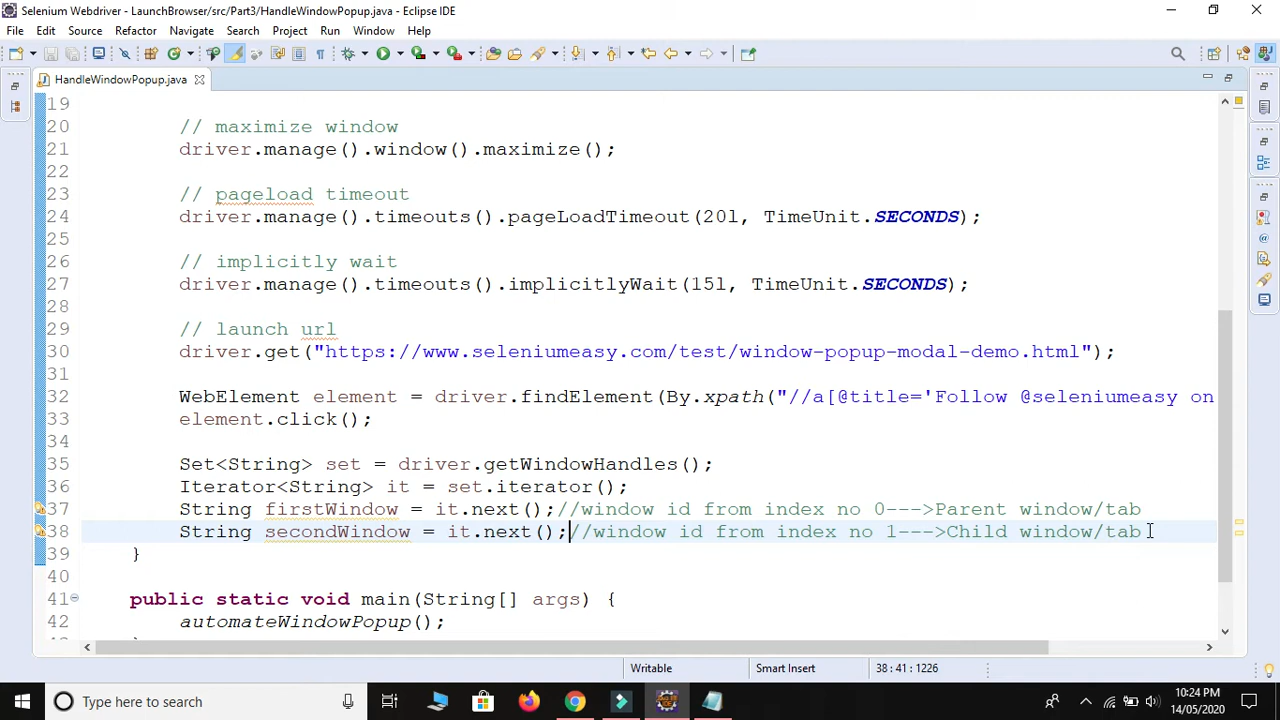 Selenium Webdriver - LaunchBrowser/src/Part3/HandleWindowPopup.java - Eclipse IDE
File Edit Source Refactor Navigate Search Project Run Window Help
HandleWindowPopup.java
19
20 // maximize window
21 driver.manage().window().maximize();
22
23 // pageload timeout
24 driver.manage().timeouts().pageLoadTimeout(20l, TimeUnit.SECONDS);
25
26 // implicitly wait
27 driver.manage().timeouts().implicitlyWait(15l, TimeUnit.SECONDS);
28
29 // launch url
30 driver.get("https://www.seleniumeasy.com/test/window-popup-modal-demo.html");
31
32 WebElement element = driver.findElement(By.xpath("//a[@title='Follow @seleniumeasy on
33 element.click();
34
35 Set<String> set = driver.getWindowHandles();
36 Iterator<String> it = set.iterator();
37 String firstWindow = it.next();//window id from index no 0--->Parent window/tab
38 String secondWindow = it.next();//window id from index no 1--->Child window/tab
39 }
40
41 public static void main(String[] args) {
42 automateWindowPopup();
Writable Smart Insert 38 : 41 : 1226
Type here to search
10:24 PM
14/05/2020